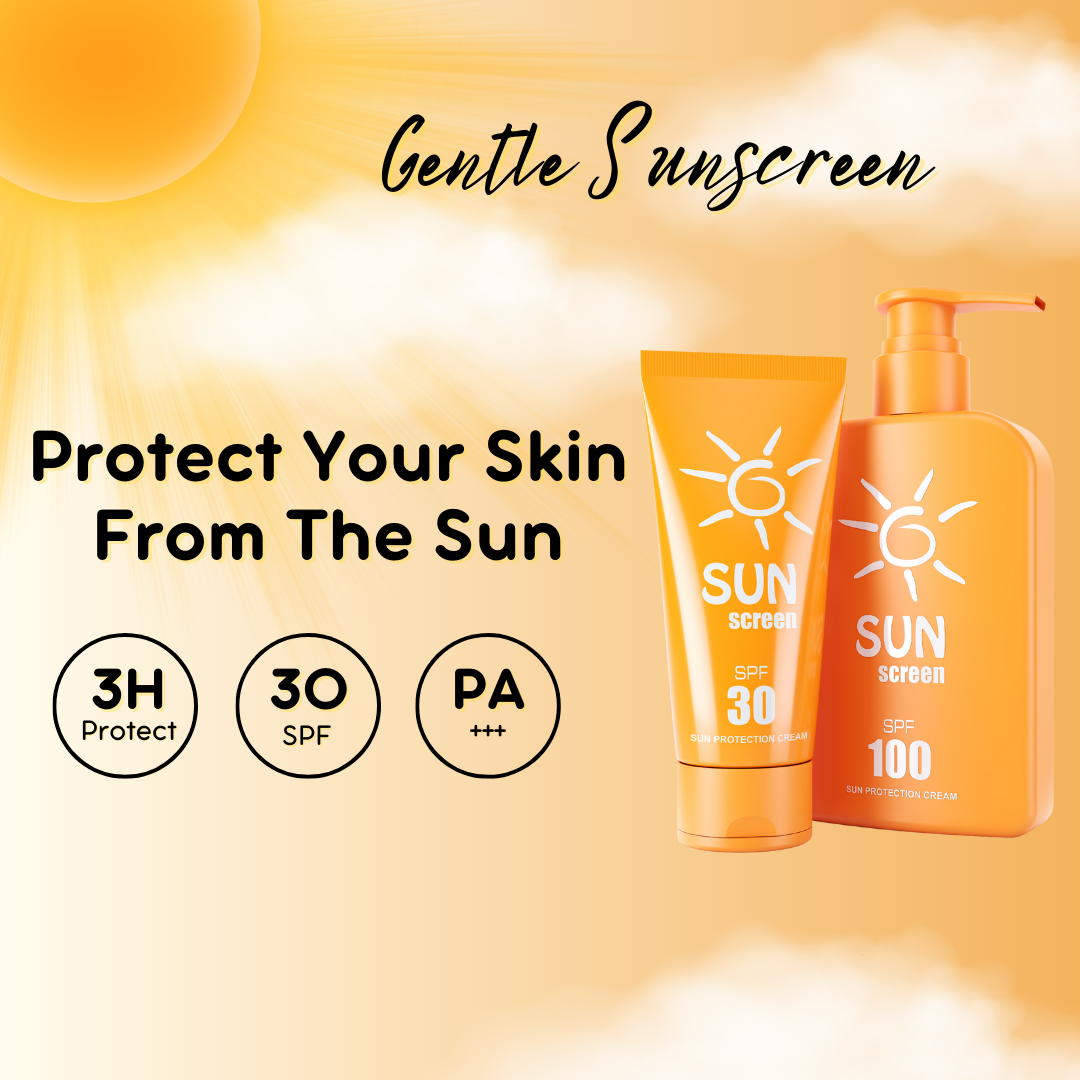 Gentle Sunscreen
Protect Your Skin
From The Sun
3H
Protect
30
SPF
PA
+++
SUN
screen
SPF
30
SUN PROTECTION CREAM
SUN
screen
SPF
100
SUN PROTECTION CREAM